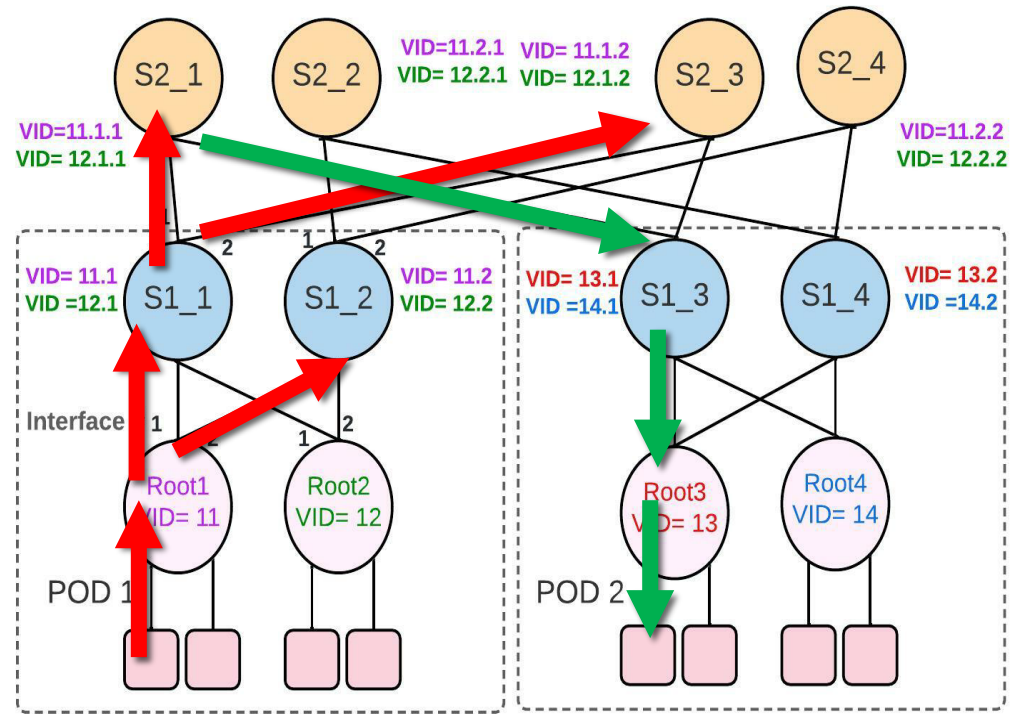 S2_1
S2_2
VID=11.2.1
VID= 12.2.1
VID= 11.1.2
VID= 12.1.2
S2_3
S2_4
VID=11.1.1
VID= 12.1.1
VID=11.2.2
VID= 12.2.2
1
2
1
2
VID= 11.1
VID =12.1
S1_1
S1_2
VID= 11.2
VID= 12.2
VID= 13.1
VID =14.1
S1_3
S1_4
VID= 13.2
VID =14.2
Interface
1
2
1
2
Root1
VID= 11
Root2
VID= 12
Root3
VID= 13
Root4
VID= 14
POD 1
POD 2